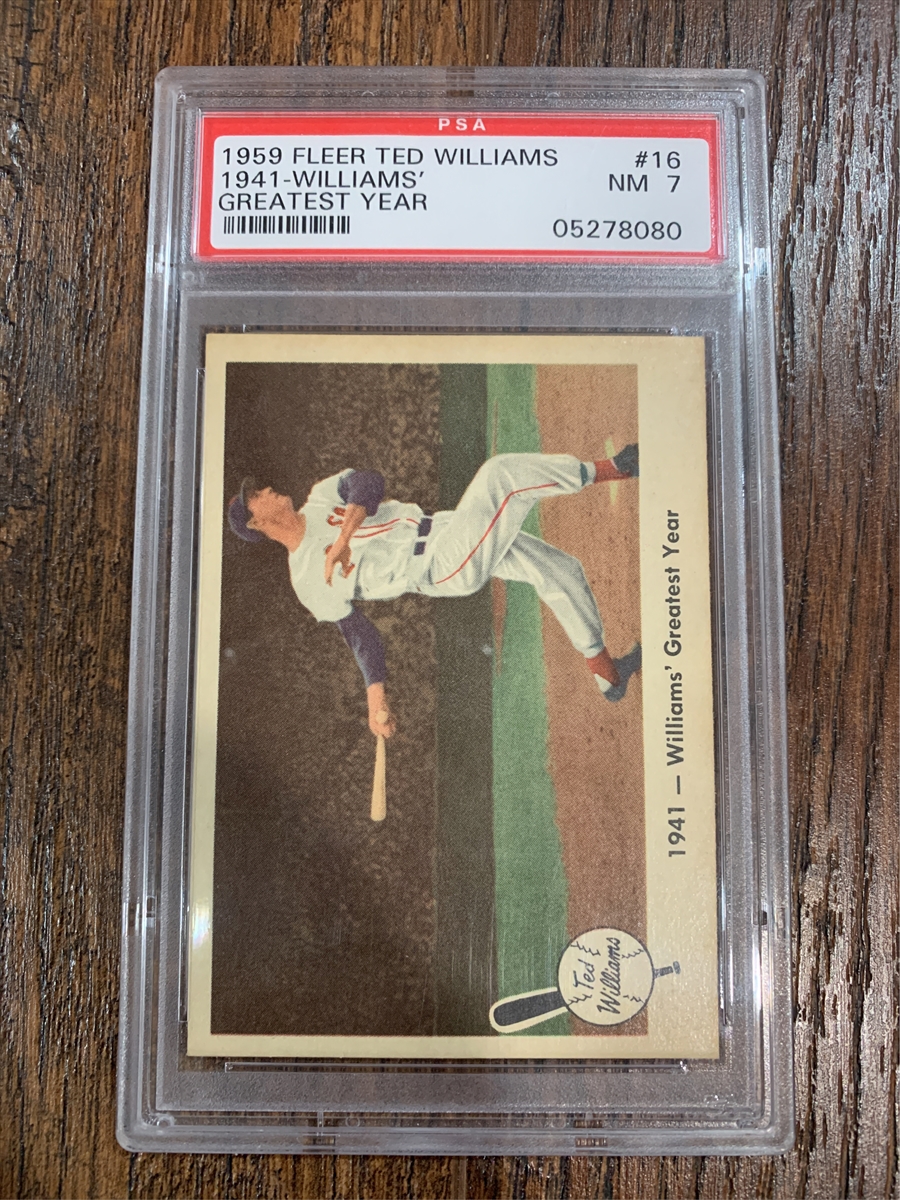 PSA
1959 FLEER TED WILLIAMS #16
1941-WILLIAMS' NM 7
GREATEST YEAR
05278080
1941 — Williams' Greatest Year
Ted
Williams